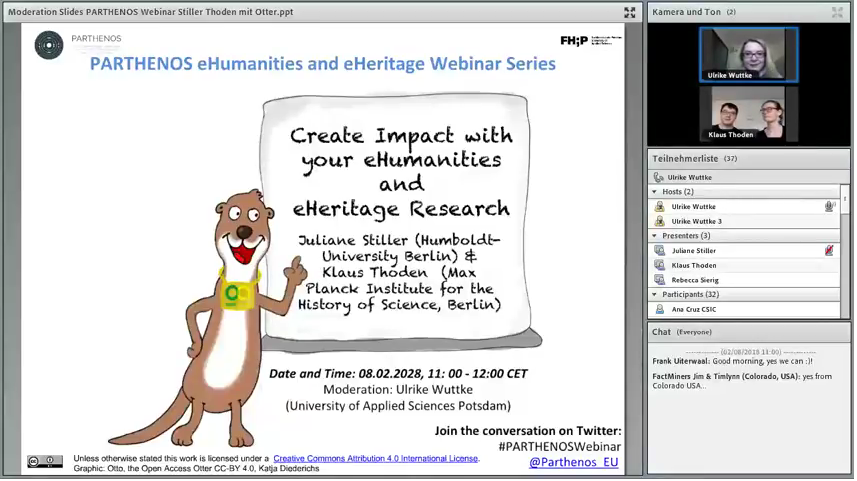 Moderation Slides PARTHENOS Webinar Stiller Thoden mit Otter.ppt
PARTHENOS
FH;P
PARTHENOS eHumanities and eHeritage Webinar Series
Create Impact with
your eHumanities
and
eHeritage Research
Juliane Stiller (Humboldt-
University Berlin) &
Klaus Thoden (Max
Planck Institute for the
History of Science, Berlin)
Date and Time: 08.02.2028, 11: 00 - 12:00 CET
Moderation: Ulrike Wuttke
(University of Applied Sciences Potsdam)
Join the conversation on Twitter:
#PARTHENOSWebinar
@Parthenos_EU
Unless otherwise stated this work is licensed under a Creative Commons Attribution 4.0 International License.
Graphic: Otto, the Open Access Otter CC-BY 4.0, Katja Diederichs
Kamera und Ton (2)
Ulrike Wuttke
Klaus Thoden
Teilnehmerliste (37)
Ulrike Wuttke
Hosts (2)
Ulrike Wuttke
Ulrike Wuttke 3
Presenters (3)
Juliane Stiller
Klaus Thoden
Rebecca Sierig
Participants (32)
Ana Cruz CSIC
Chat (Everyone)
(02/08/2018 11:00)
Frank Uiterwaal: Good morning, yes we can :)!
FactMiners Jim & Timlynn (Colorado, USA): yes from
Colorado USA...